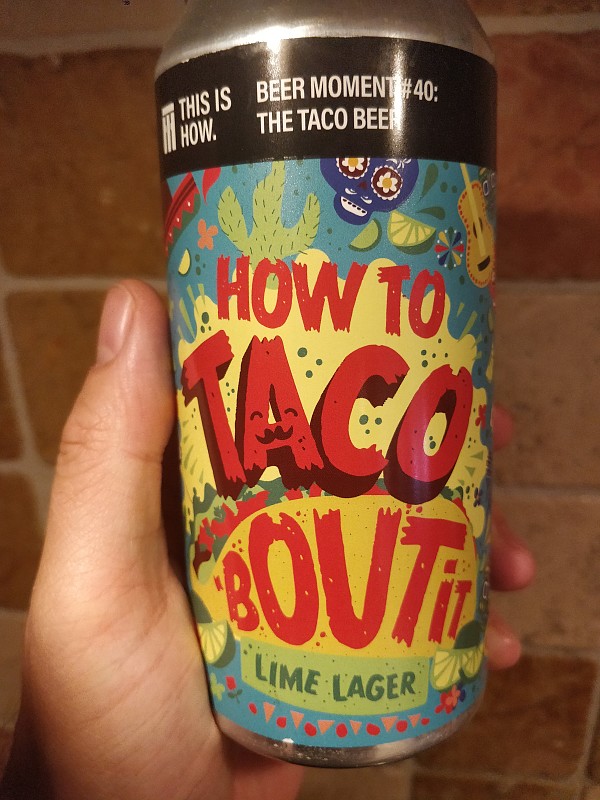 THIS IS
HOW.
BEER MOMENT #40:
THE TACO BEER
HOW TO
TACO
'BOUT iT
LIME LAGER